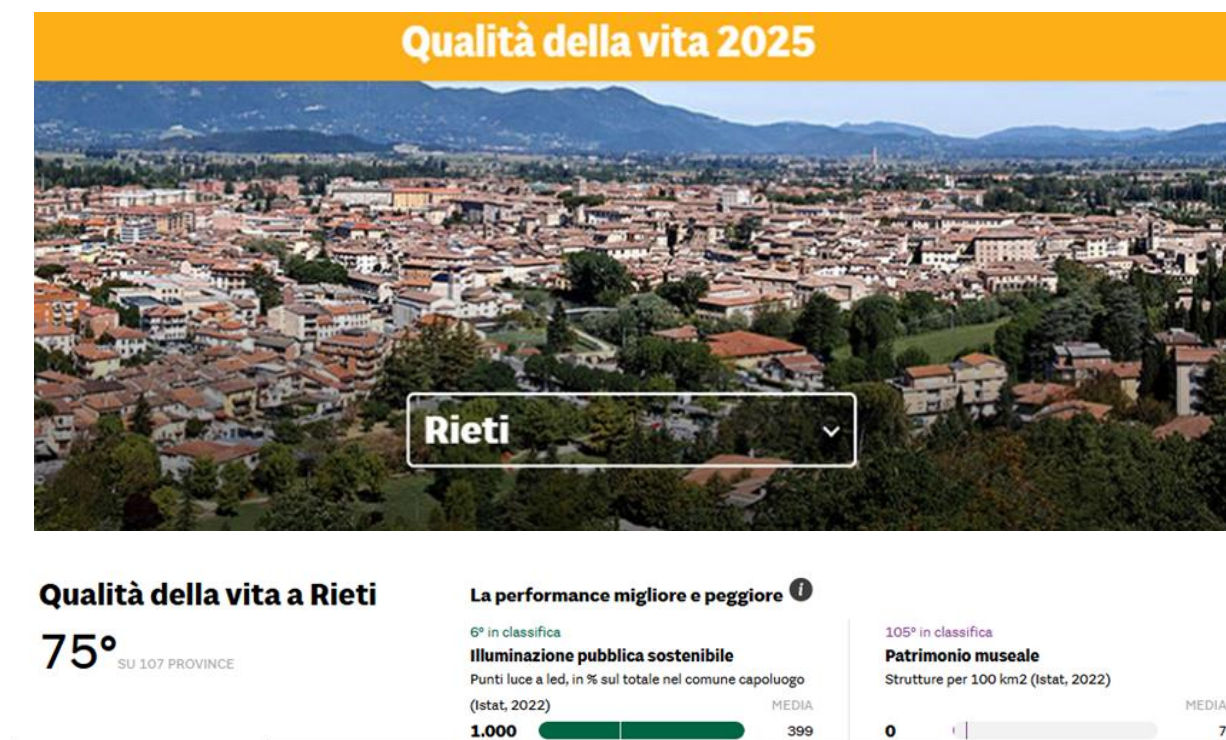 Qualità della vita 2025
Rieti
Qualità della vita a Rieti
75° SU 107 PROVINCE
La performance migliore e peggiore i
6° in classifica
Illuminazione pubblica sostenibile
Punti luce a led, in % sul totale nel comune capoluogo
(Istat, 2022) MEDIA
1.000 399
105° in classifica
Patrimonio museale
Strutture per 100 km2 (Istat, 2022)
MEDIA
0 7